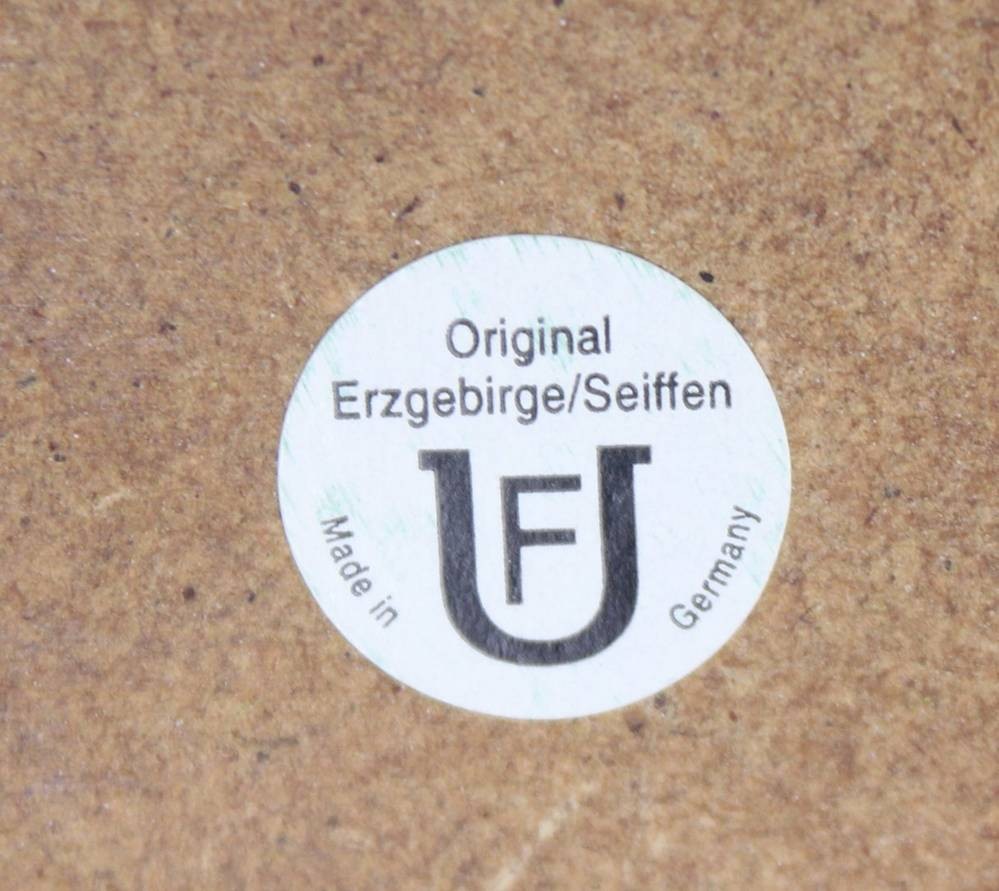 Original
Erzgebirge/Seiffen
UF
Made in
Germany